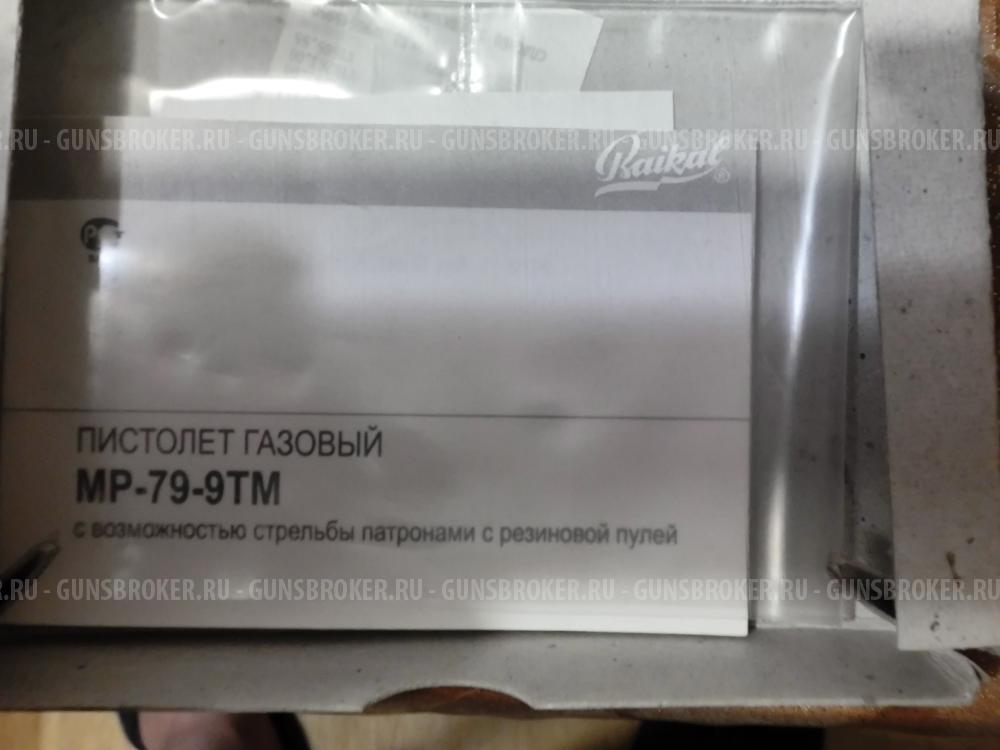 GUNSBROKER.RU - GUNSBROKER.RU - GUNSBROKER.RU - GUNSBROKER.RU - GUNSBROKER.RU
Baikal®
ПИСТОЛЕТ ГАЗОВЫЙ
МР-79-9ТМ
с возможностью стрельбы патронами с резиновой пулей
GUNSBROKER.RU - GUNSBROKER.RU - GUNSBROKER.RU - GUNSBROKER.RU - GUNSBROKER.RU